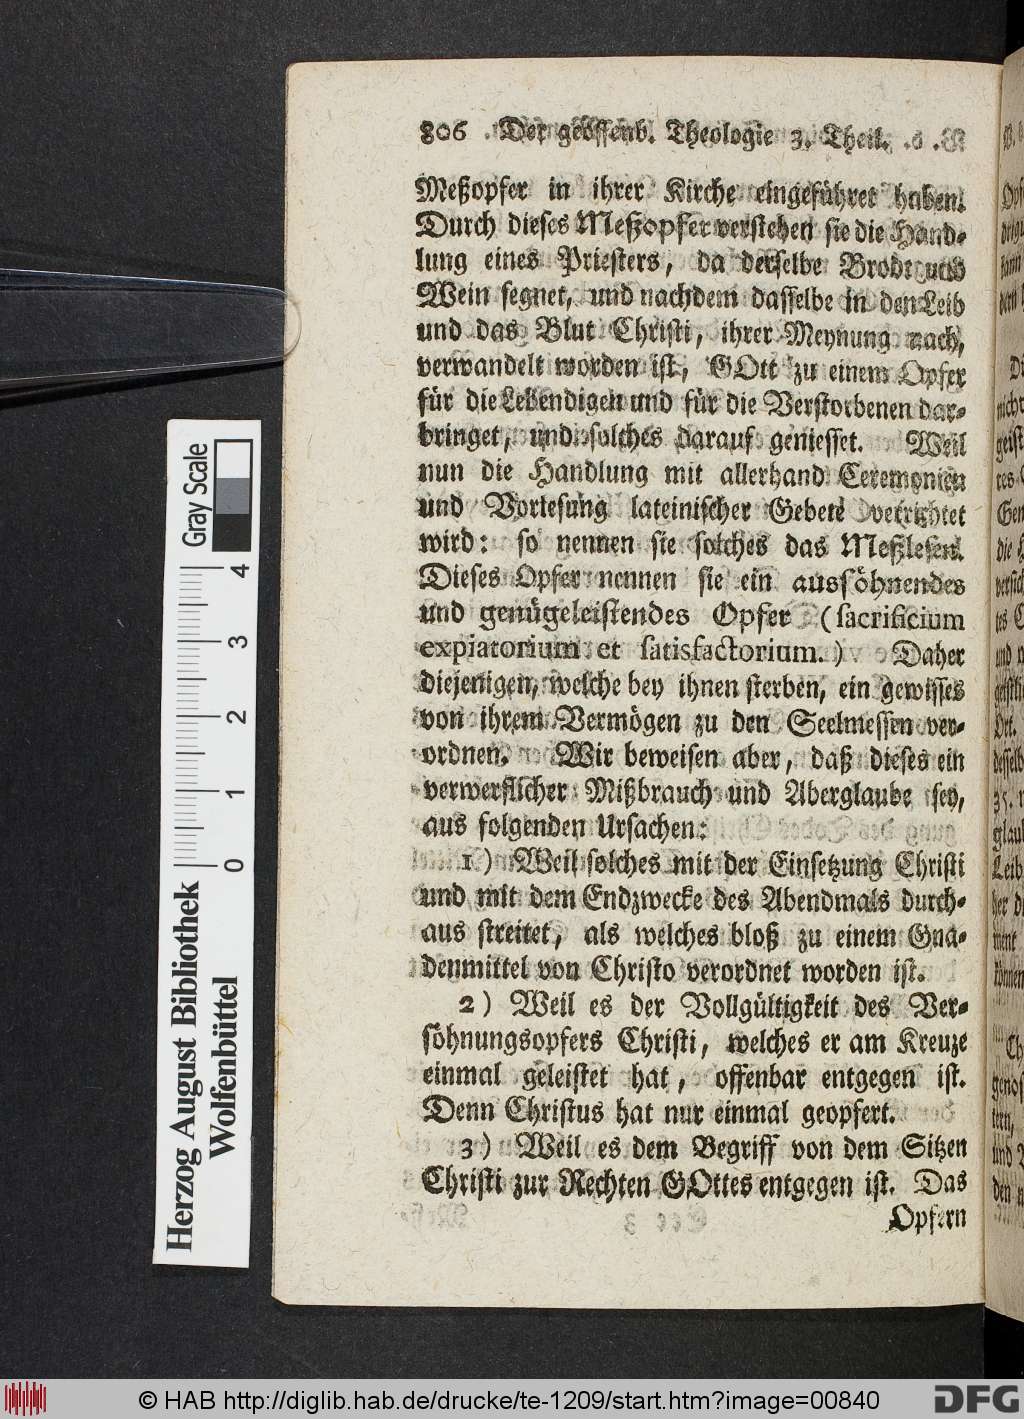 806 Der geöffenb. Theologie 3. Theil.
Meßopfer in ihrer Kirche eingeführet haben.
Durch dieses Meßopfer verstehen sie die Hand-
lung eines Priesters, da derselbe Brodt und
Wein segnet, und nachdem dasselbe in den Leib
und das Blut Christi, ihrer Meynung nach,
verwandelt worden ist, GOtt zu einem Opfer
für die Lebendigen und für die Verstorbenen dar-
bringet, und solches darauf geniesset. Weil
nun die Handlung mit allerhand Ceremonien
und Vorlesung lateinischer Gebete verrichtet
wird: so nennen sie solches das Meßlesen.
Dieses Opfer nennen sie ein aussöhnendes
und genügeleistendes Opfer (sacrificium
expiatorium et satisfactorium.) Daher
diejenigen, welche bey ihnen sterben, ein gewisses
von ihrem Vermögen zu den Seelmessen ver-
ordnen. Wir beweisen aber, daß dieses ein
verwerflicher Mißbrauch und Aberglaube sey,
aus folgenden Ursachen:
1) Weil solches mit der Einsetzung Christi
und mit dem Endzwecke des Abendmals durch-
aus streitet, als welches bloß zu einem Gna-
denmittel von Christo verordnet worden ist.
2) Weil es der Vollgültigkeit des Ver-
söhnungsopfers Christi, welches er am Kreuze
einmal geleistet hat, offenbar entgegen ist.
Denn Christus hat nur einmal geopfert.
3) Weil es dem Begriff von dem Sitzen
Christi zur Rechten GOttes entgegen ist. Das
Opfern
Gray Scale
0 1 2 3 4
Herzog August Bibliothek
Wolfenbüttel
© HAB http://diglib.hab.de/drucke/te-1209/start.htm?image=00840
DFG